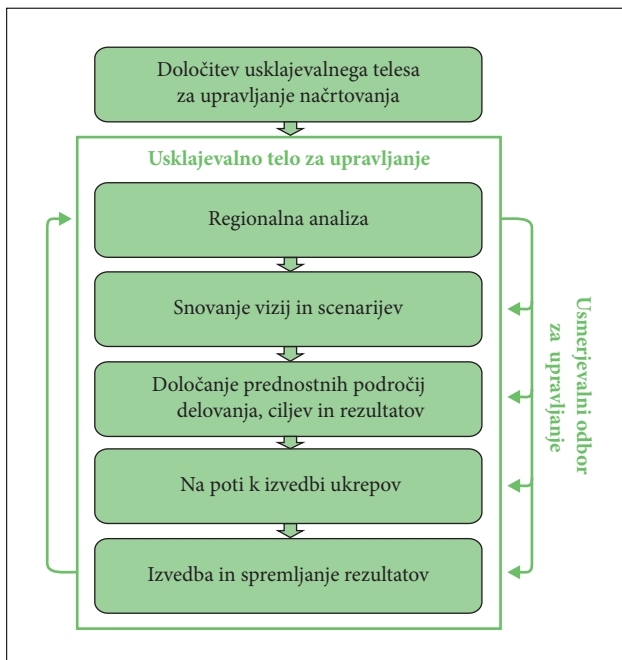 Določitev usklajevalnega telesa
za upravljanje načrtovanja
Usklajevalno telo za upravljanje
Regionalna analiza
Snovanje vizij in scenarijev
Določanje prednostnih področij
delovanja, ciljev in rezultatov
Na poti k izvedbi ukrepov
Izvedba in spremljanje rezultatov
Usmerjevalni odbor
za upravljanje